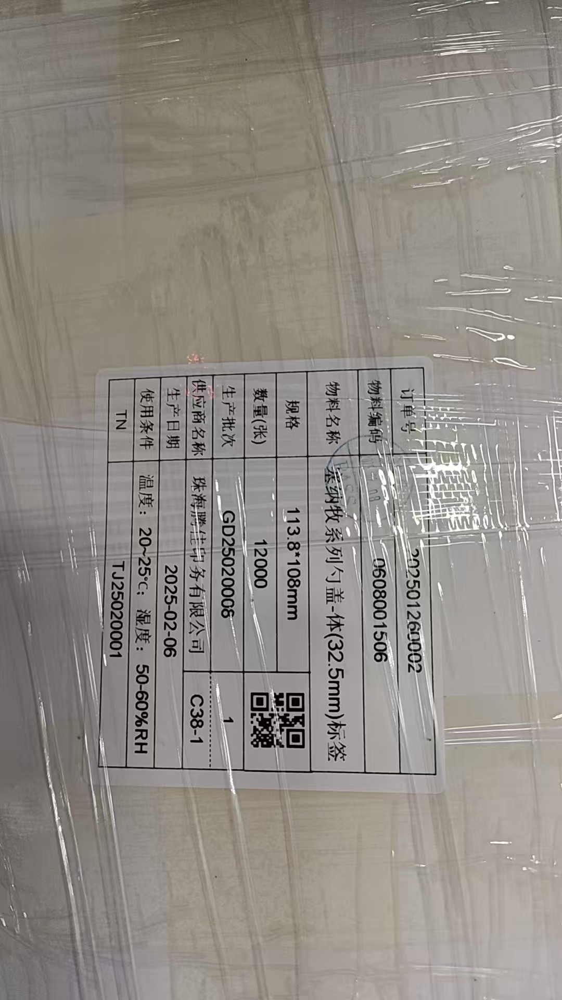 订单号 202501260002
物料编码 0608001506
物料名称 塞纳牧系列勺盖-体(32.5mm)标签
规格 113.8*108mm
数量(张) 12000
生产批次 GD25020008 1
供应商名称 珠海腾佳印务有限公司 C38-1
生产日期 2025-02-06
使用条件 温度：20~25℃；湿度：50-60%RH
TN TJ25020001
PASS